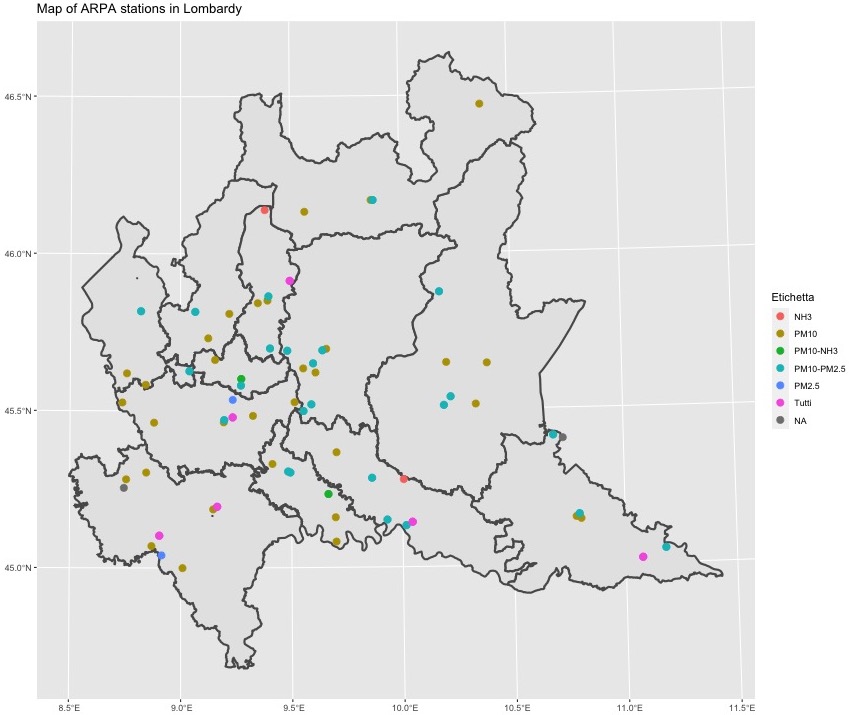 Map of ARPA stations in Lombardy
46.5°N
46.0°N
45.5°N
45.0°N
8.5°E
9.0°E
9.5°E
10.0°E
10.5°E
11.0°E
11.5°E
Etichetta
NH3
PM10
PM10-NH3
PM10-PM2.5
PM2.5
Tutti
NA